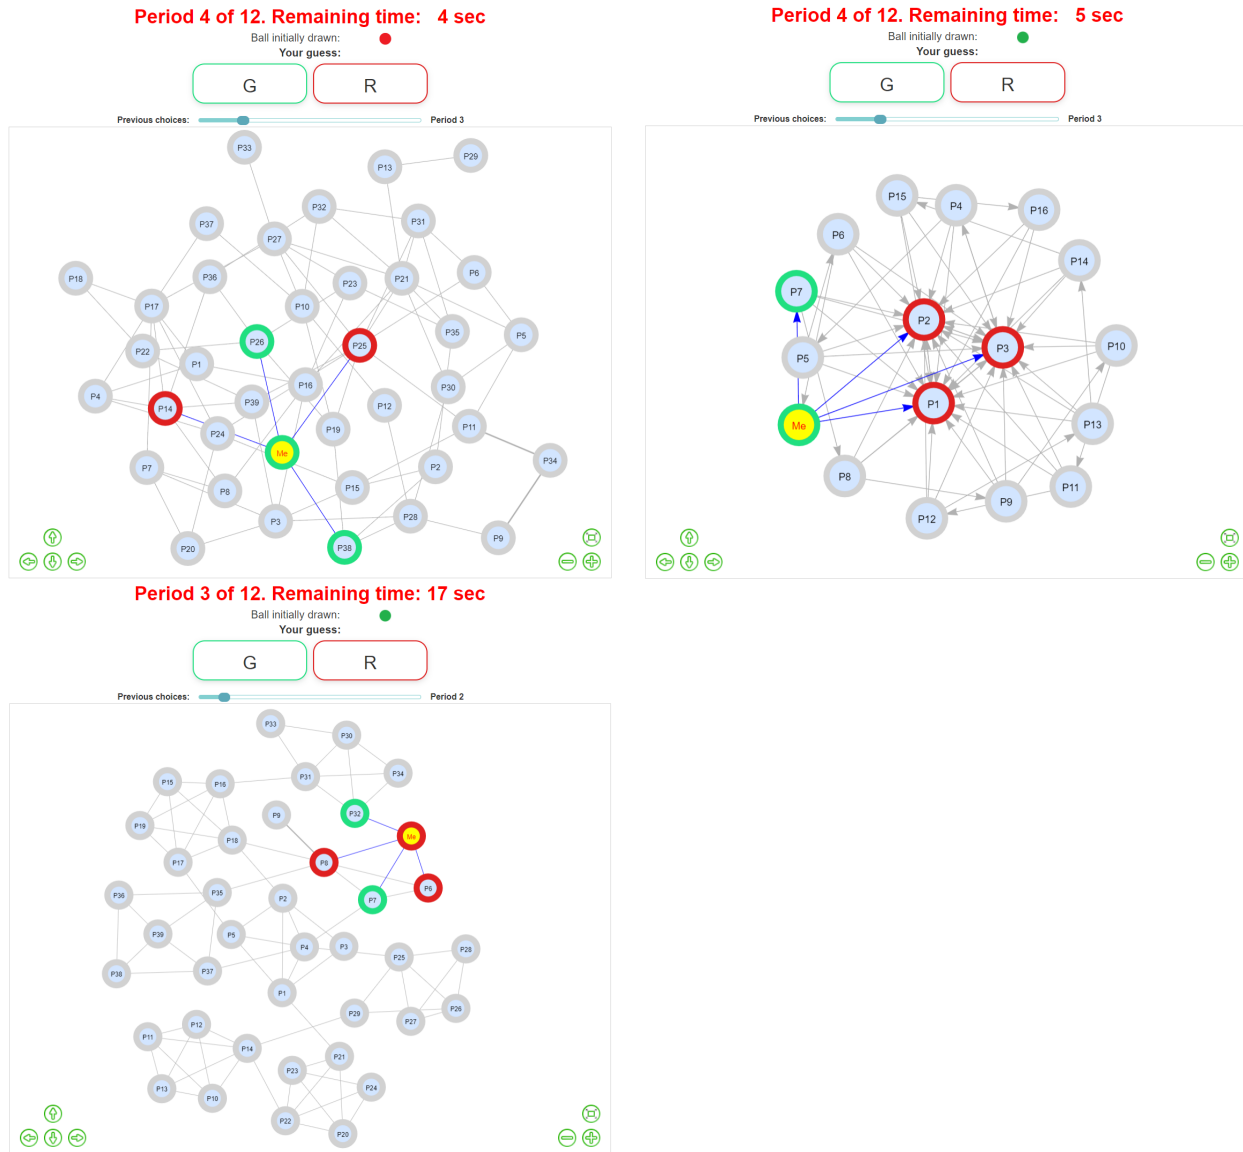 Period 4 of 12. Remaining time: 4 sec
Ball initially drawn:
Your guess:
G R
Previous choices: Period 3
P33
P29
P13
P32
P31
P37
P27
P6
P18
P36
P21
P23
P17
P10
P35
P5
P26
P25
P22
P1
P16
P30
P4
P39
P12
P14
P19
P11
P24
Me
P34
P7
P2
P15
P8
P28
P3
P9
P38
P20
Period 4 of 12. Remaining time: 5 sec
Ball initially drawn:
Your guess:
G R
Previous choices: Period 3
P15
P4
P16
P6
P14
P7
P2
P10
P3
P5
P1
Me
P13
P8
P11
P9
P12
Period 3 of 12. Remaining time: 17 sec
Ball initially drawn:
Your guess:
G R
Previous choices: Period 2
P33
P30
P31
P34
P15
P16
P32
P9
P19
Me
P18
P17
P8
P6
P36
P35
P2
P7
P39
P5
P4
P3
P28
P25
P38
P37
P1
P26
P29
P27
P12
P11
P14
P21
P23
P13
P24
P10
P22
P20